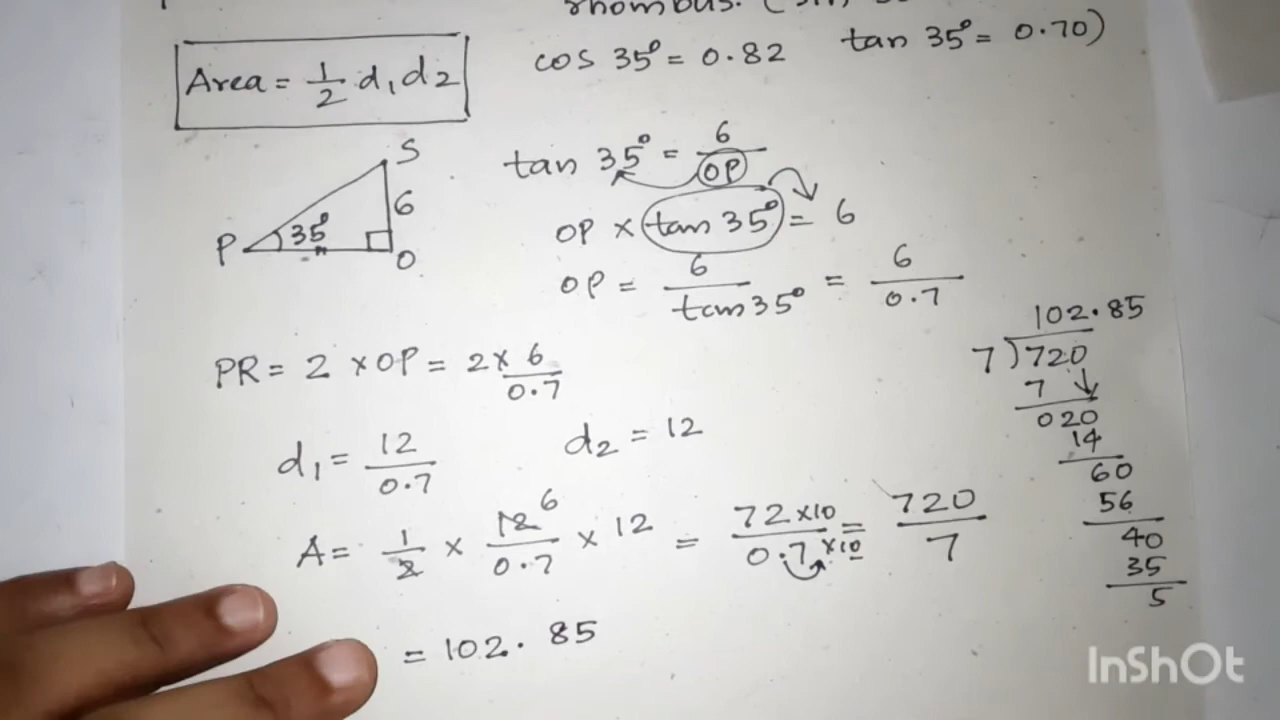 rhombus. (sin
cos 35° = 0.82 tan 35° = 0.70)
Area = 1/2 d₁d₂
S
6
P 35° O
tan 35° = 6/OP
OP × tan 35° = 6
OP = 6/tan 35° = 6/0.7
PR = 2 × OP = 2 × 6/0.7
d₁ = 12/0.7 d₂ = 12
A = 1/2 × 12/0.7 × 12 = 72 ×10/0.7 ×10 = 720/7
6
= 102.85
102.85
7)720
7
020
14
60
56
40
35
5
InShOt